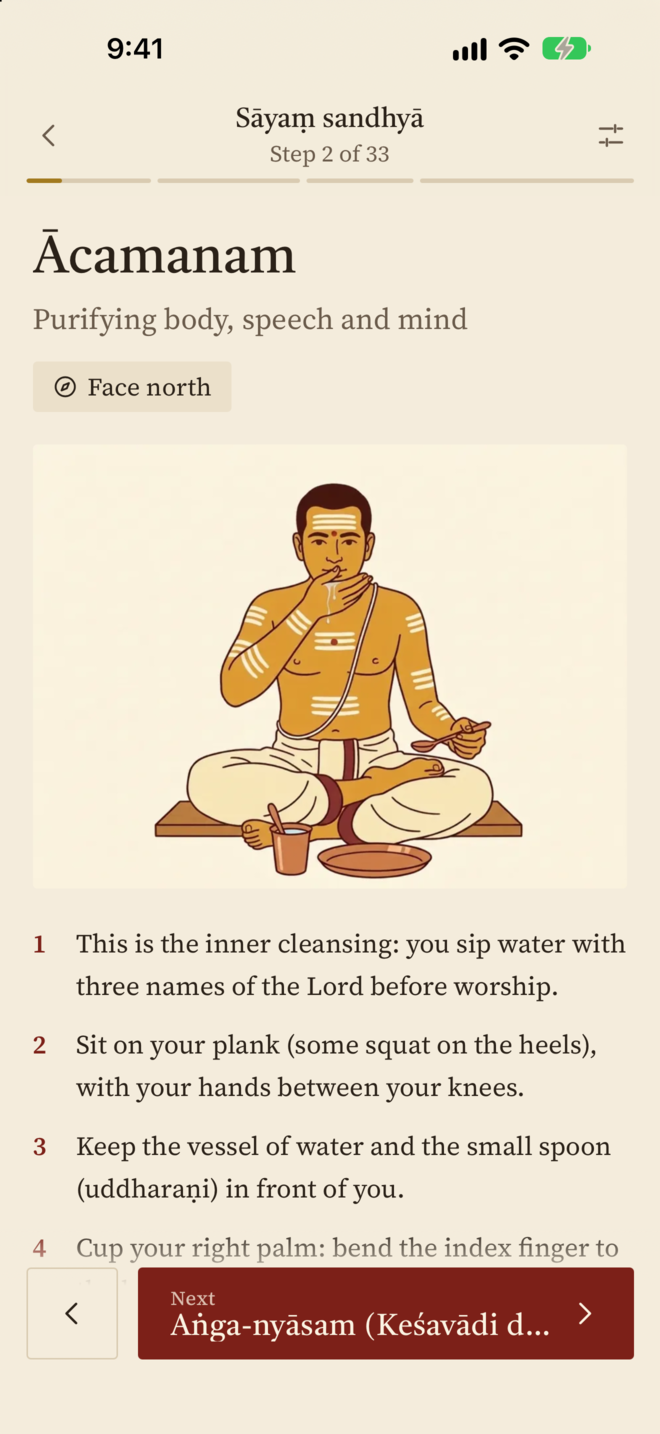 9:41
Sāyaṃ sandhyā
Step 2 of 33
Ācamanam
Purifying body, speech and mind
Face north
1 This is the inner cleansing: you sip water with
three names of the Lord before worship.
2 Sit on your plank (some squat on the heels),
with your hands between your knees.
3 Keep the vessel of water and the small spoon
(uddharaṇi) in front of you.
4 Cup your right palm: bend the index finger to
Next
Aṅga-nyāsam (Keśavādi d...